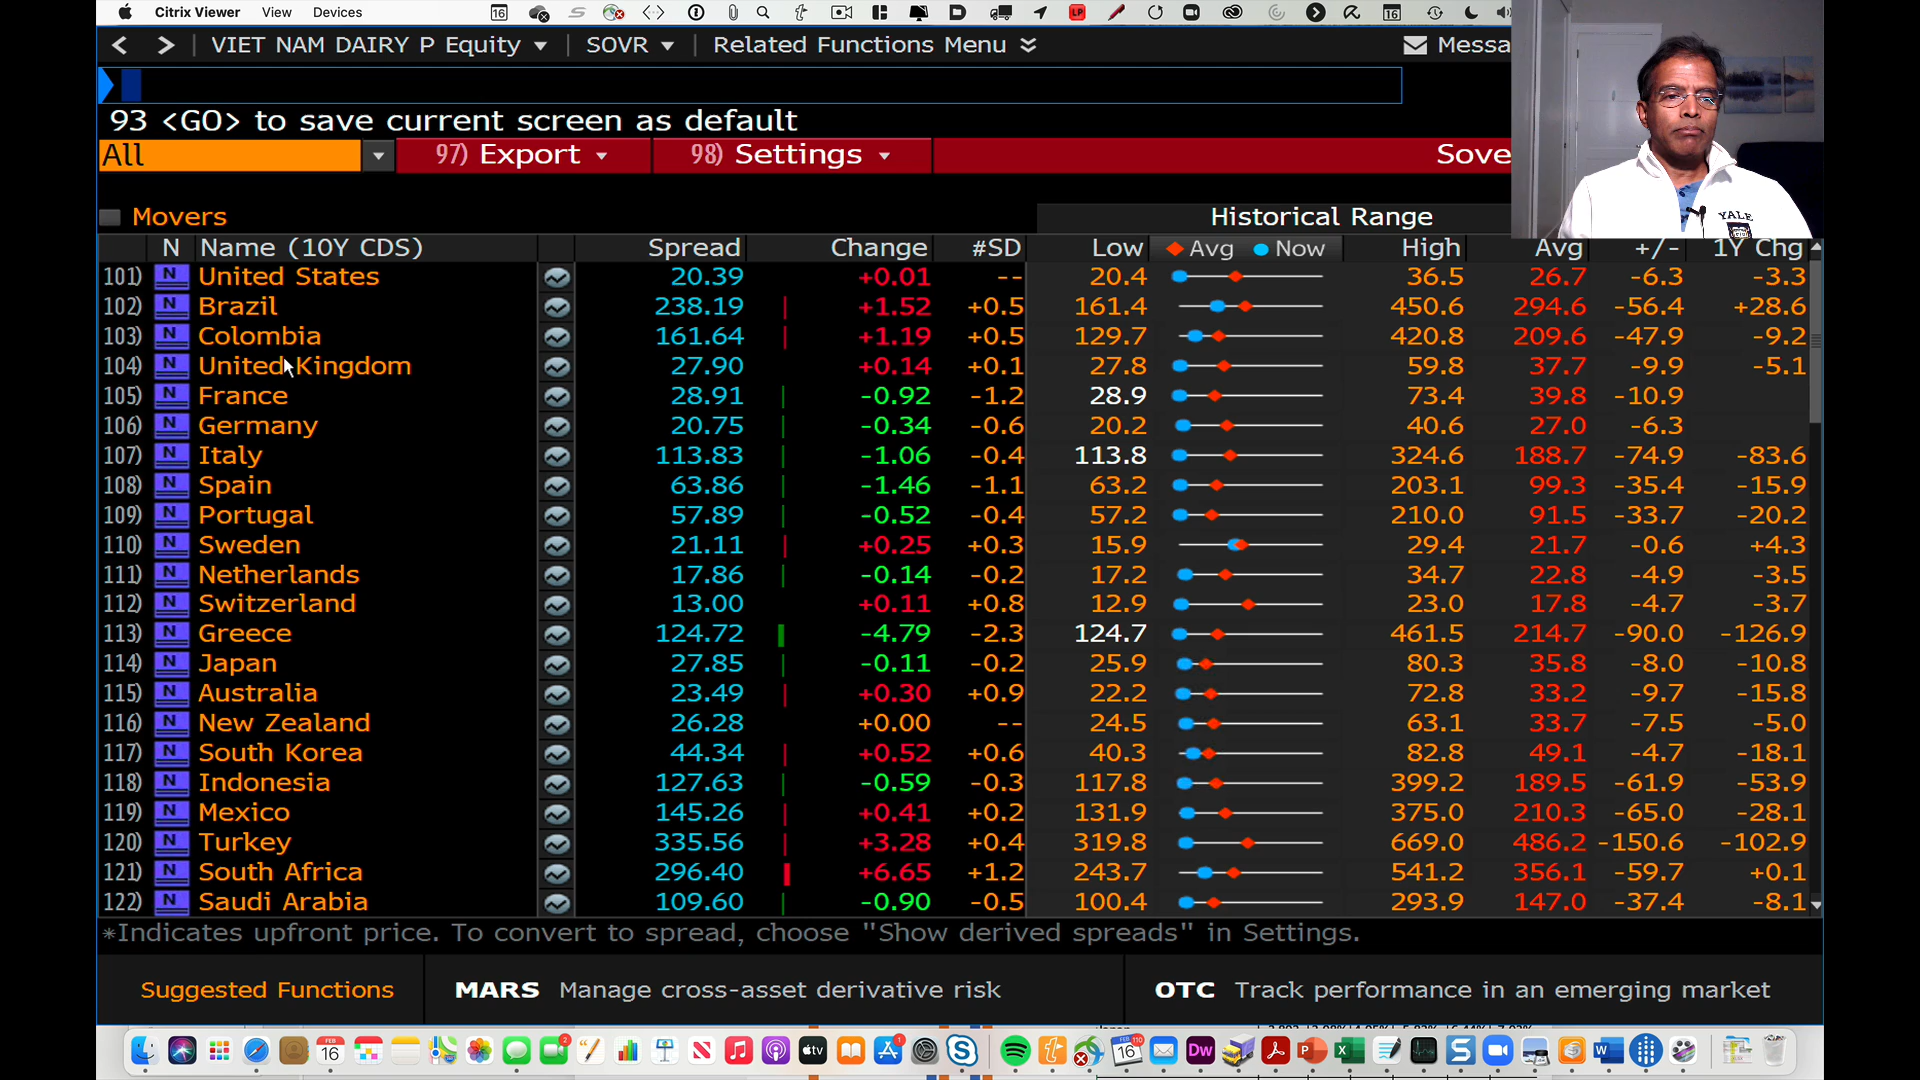 Citrix Viewer View Devices
VIET NAM DAIRY P Equity SOVR Related Functions Menu Messa
93 <GO> to save current screen as default
All 97) Export 98) Settings Sove
YALE
Movers Historical Range
N Name (10Y CDS) Spread Change #SD Low Avg Now High Avg +/- 1Y Chg
101) N United States 20.39 +0.01 -- 20.4 36.5 26.7 -6.3 -3.3
102) N Brazil 238.19 +1.52 +0.5 161.4 450.6 294.6 -56.4 +28.6
103) N Colombia 161.64 +1.19 +0.5 129.7 420.8 209.6 -47.9 -9.2
104) N United Kingdom 27.90 +0.14 +0.1 27.8 59.8 37.7 -9.9 -5.1
105) N France 28.91 -0.92 -1.2 28.9 73.4 39.8 -10.9
106) N Germany 20.75 -0.34 -0.6 20.2 40.6 27.0 -6.3
107) N Italy 113.83 -1.06 -0.4 113.8 324.6 188.7 -74.9 -83.6
108) N Spain 63.86 -1.46 -1.1 63.2 203.1 99.3 -35.4 -15.9
109) N Portugal 57.89 -0.52 -0.4 57.2 210.0 91.5 -33.7 -20.2
110) N Sweden 21.11 +0.25 +0.3 15.9 29.4 21.7 -0.6 +4.3
111) N Netherlands 17.86 -0.14 -0.2 17.2 34.7 22.8 -4.9 -3.5
112) N Switzerland 13.00 +0.11 +0.8 12.9 23.0 17.8 -4.7 -3.7
113) N Greece 124.72 -4.79 -2.3 124.7 461.5 214.7 -90.0 -126.9
114) N Japan 27.85 -0.11 -0.2 25.9 80.3 35.8 -8.0 -10.8
115) N Australia 23.49 +0.30 +0.9 22.2 72.8 33.2 -9.7 -15.8
116) N New Zealand 26.28 +0.00 -- 24.5 63.1 33.7 -7.5 -5.0
117) N South Korea 44.34 +0.52 +0.6 40.3 82.8 49.1 -4.7 -18.1
118) N Indonesia 127.63 -0.59 -0.3 117.8 399.2 189.5 -61.9 -53.9
119) N Mexico 145.26 +0.41 +0.2 131.9 375.0 210.3 -65.0 -28.1
120) N Turkey 335.56 +3.28 +0.4 319.8 669.0 486.2 -150.6 -102.9
121) N South Africa 296.40 +6.65 +1.2 243.7 541.2 356.1 -59.7 +0.1
122) N Saudi Arabia 109.60 -0.90 -0.5 100.4 293.9 147.0 -37.4 -8.1
*Indicates upfront price. To convert to spread, choose "Show derived spreads" in Settings.
Suggested Functions MARS Manage cross-asset derivative risk OTC Track performance in an emerging market